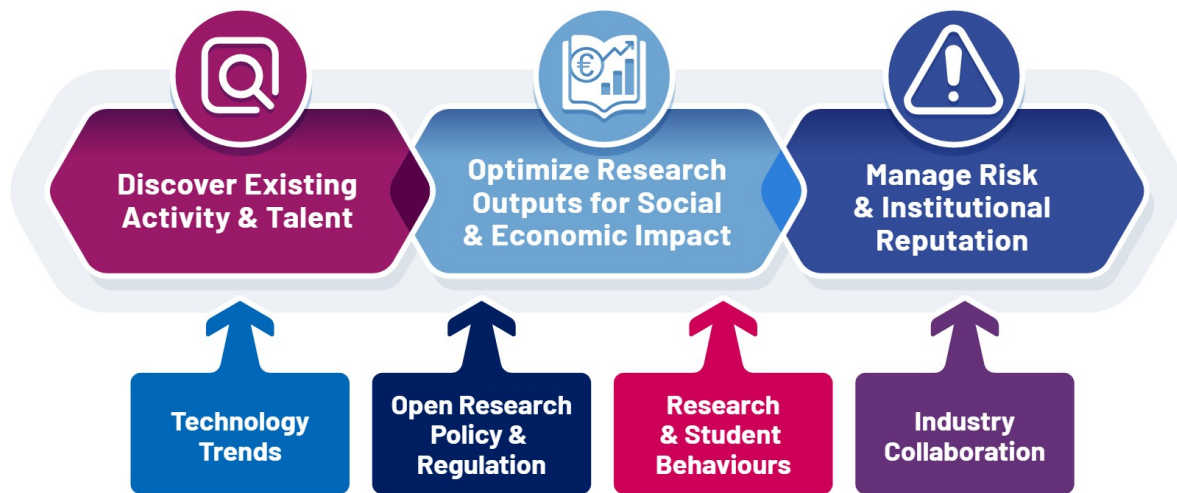 €
Discover Existing
Activity & Talent
Optimize Research
Outputs for Social
& Economic Impact
Manage Risk
& Institutional
Reputation
Technology
Trends
Open Research
Policy &
Regulation
Research
& Student
Behaviours
Industry
Collaboration